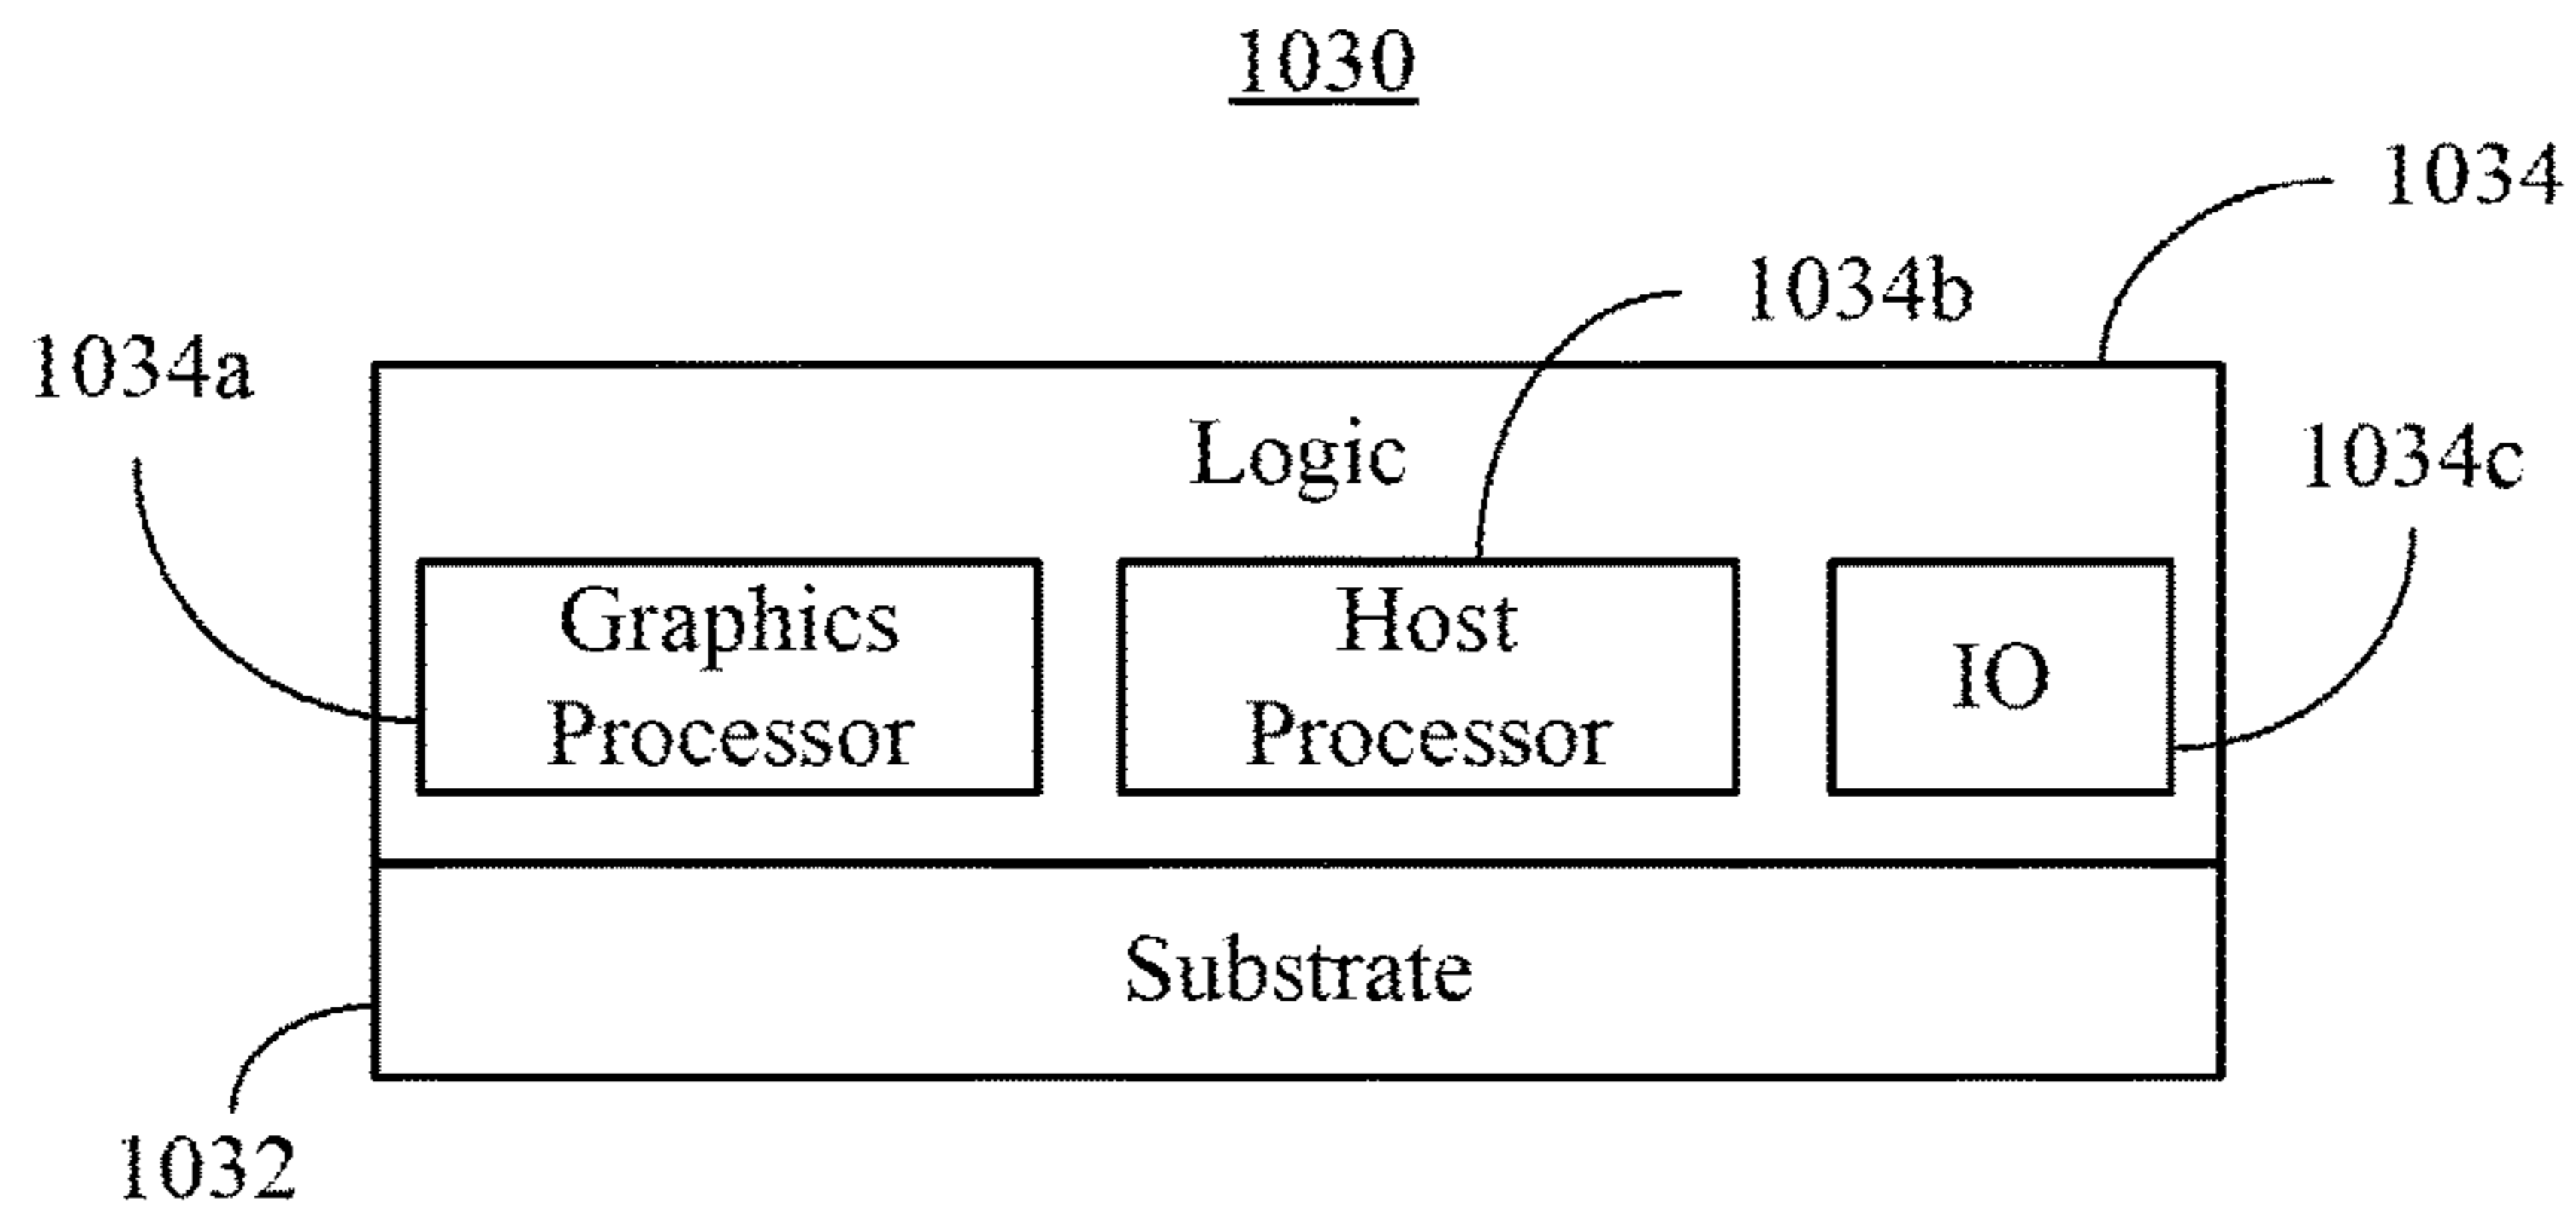 1030
1034
1034b
1034a
Logic
1034c
Graphics
Processor
Host
Processor
IO
Substrate
1032